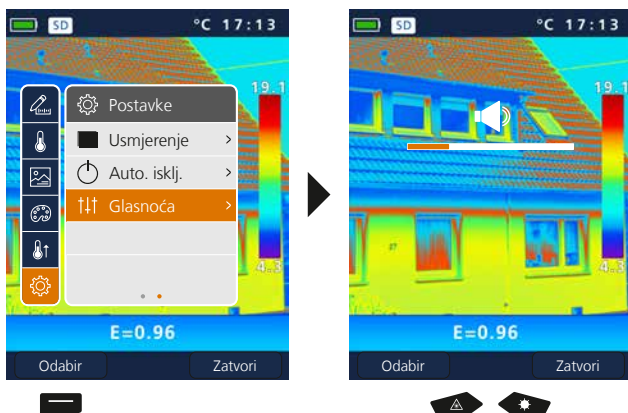 SD °C 17:13
19.1
Postavke
Usmjerenje
Auto. isklj.
Glasnoća
4.3
E=0.96
Odabir Zatvori
SD °C 17:13
19.1
27
4.3
E=0.96
Odabir Zatvori